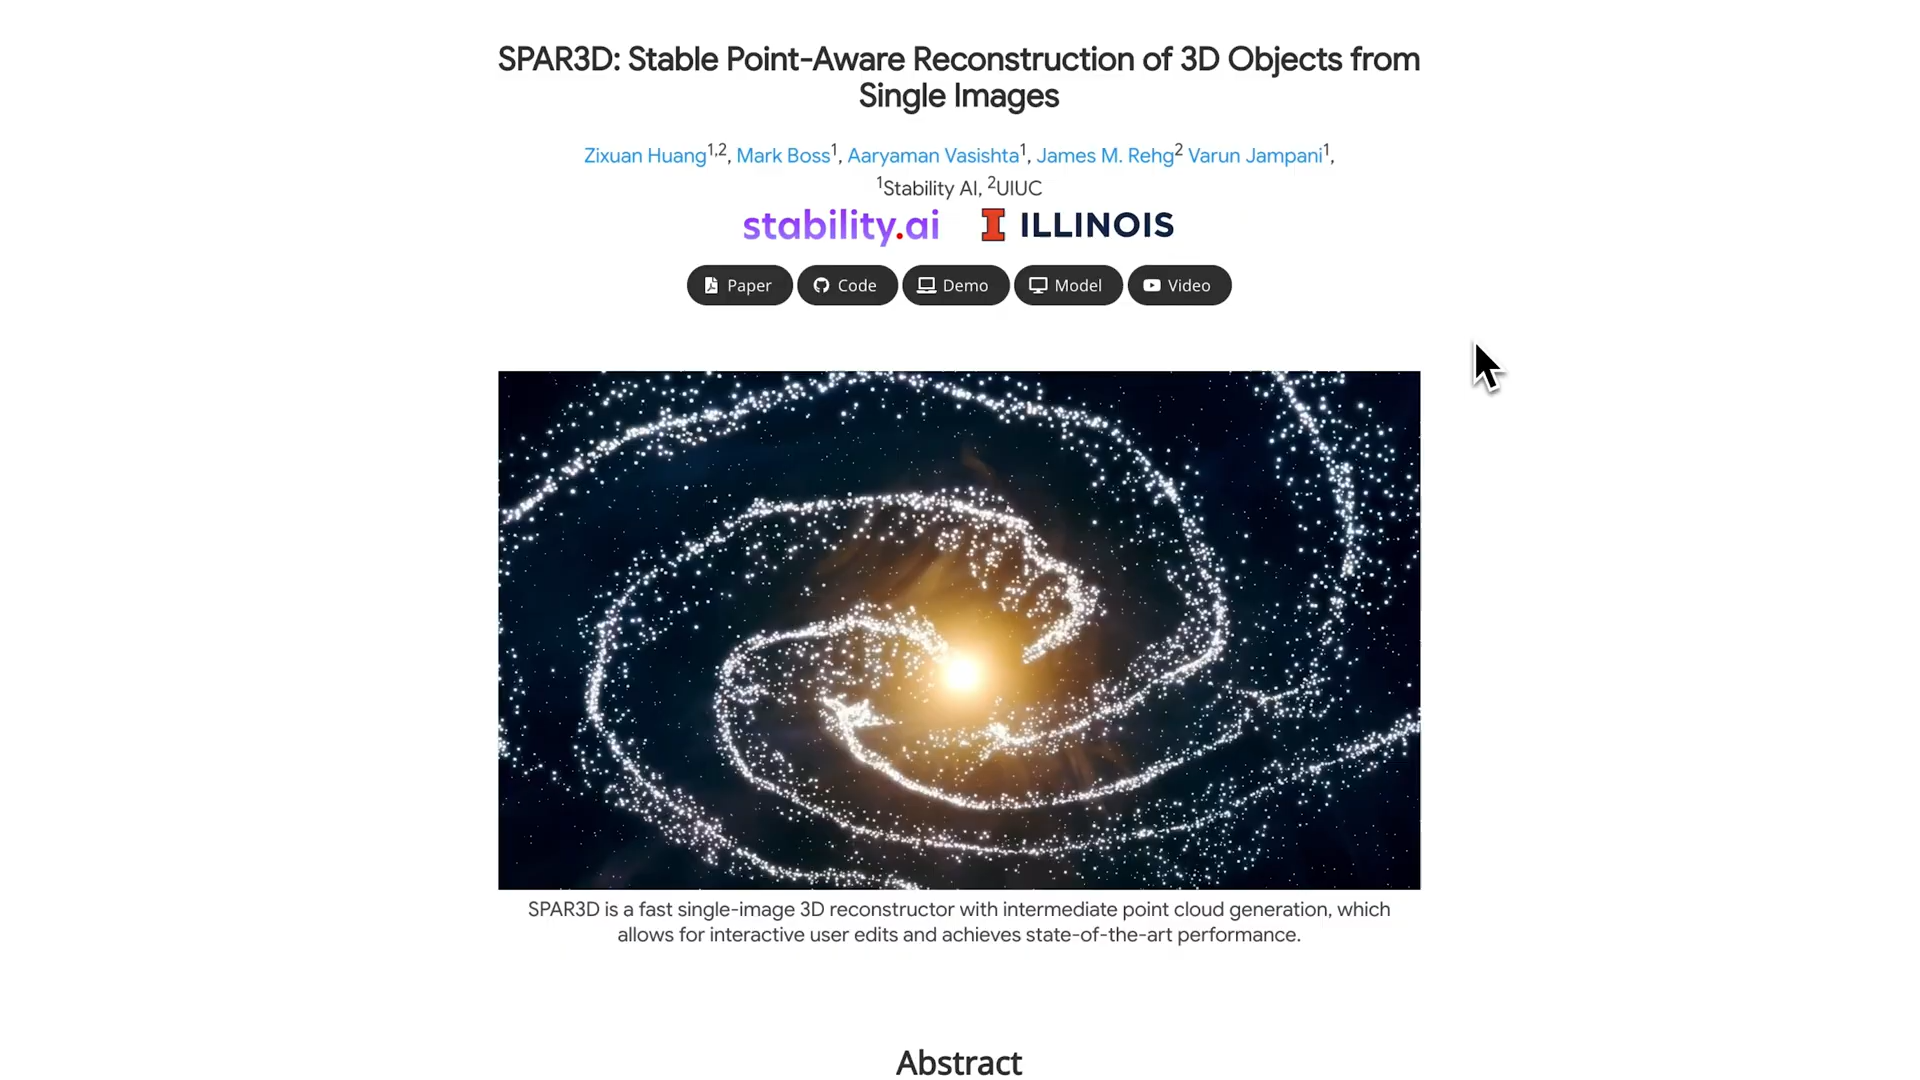 SPAR3D: Stable Point-Aware Reconstruction of 3D Objects from
Single Images
Zixuan Huang1,2, Mark Boss1, Aaryaman Vasishta1, James M. Rehg2 Varun Jampani1,
1Stability AI, 2UIUC
stability.ai ILLINOIS
Paper Code Demo Model Video
SPAR3D is a fast single-image 3D reconstructor with intermediate point cloud generation, which
allows for interactive user edits and achieves state-of-the-art performance.
Abstract